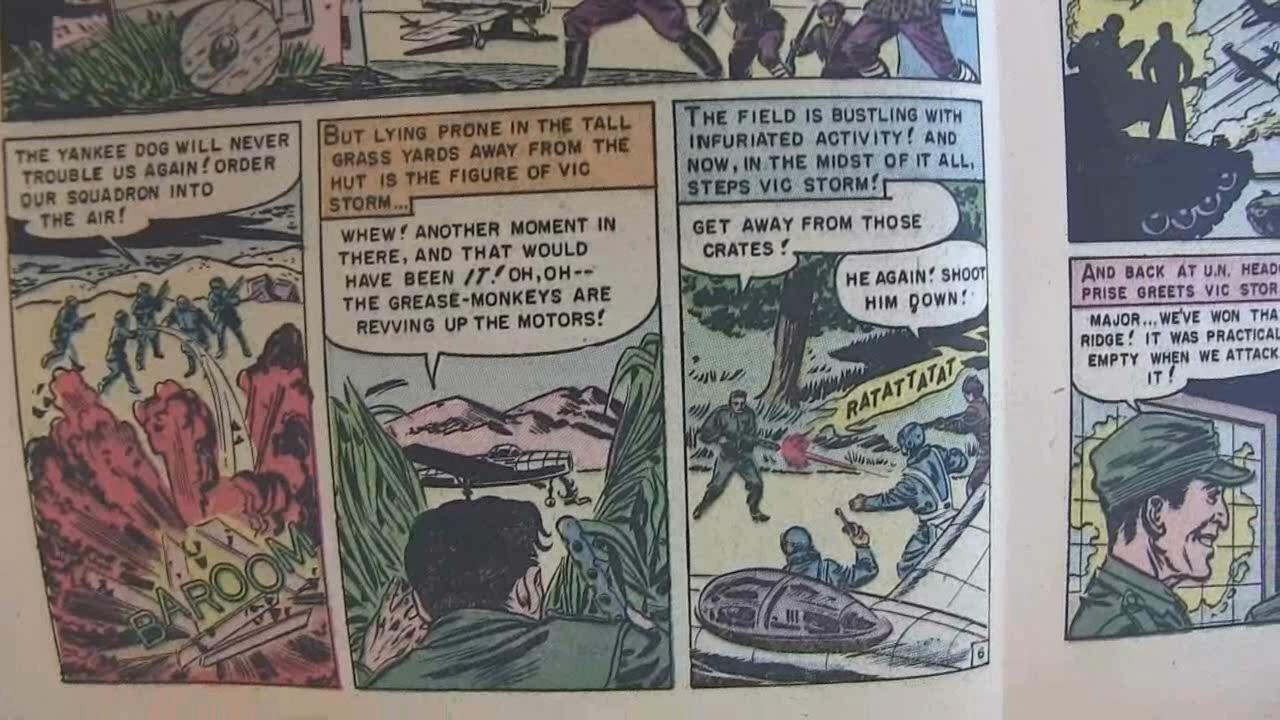 THE YANKEE DOG WILL NEVER
TROUBLE US AGAIN! ORDER
OUR SQUADRON INTO
THE AIR!
BAROOM
BUT LYING PRONE IN THE TALL
GRASS YARDS AWAY FROM THE
HUT IS THE FIGURE OF VIC
STORM...
WHEW! ANOTHER MOMENT IN
THERE, AND THAT WOULD
HAVE BEEN IT! OH, OH--
THE GREASE-MONKEYS ARE
REVVING UP THE MOTORS!
THE FIELD IS BUSTLING WITH
INFURIATED ACTIVITY! AND
NOW, IN THE MIDST OF IT ALL,
STEPS VIC STORM!
GET AWAY FROM THOSE
CRATES!
HE AGAIN! SHOOT
HIM DOWN!
RATATTATAT
6
AND BACK AT U.N. HEAD
PRISE GREETS VIC STOR
MAJOR... WE'VE WON THA
RIDGE! IT WAS PRACTICAL
EMPTY WHEN WE ATTACK
IT!